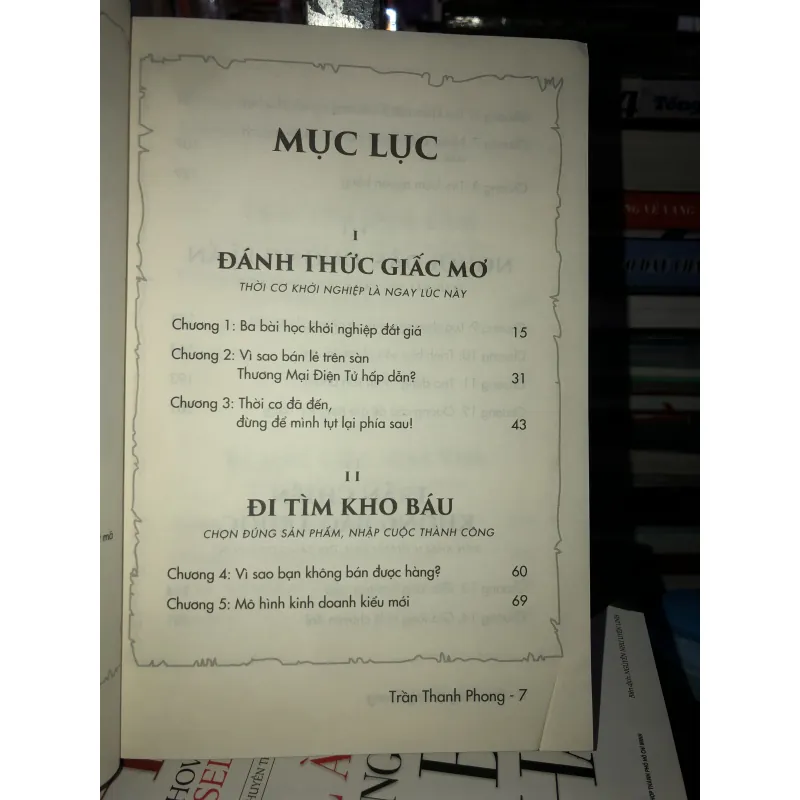 MỤC LỤC
I
ĐÁNH THỨC GIẤC MƠ
THỜI CƠ KHỞI NGHIỆP LÀ NGAY LÚC NÀY
Chương 1: Ba bài học khởi nghiệp đắt giá 15
Chương 2: Vì sao bán lẻ trên sàn
Thương Mại Điện Tử hấp dẫn? 31
Chương 3: Thời cơ đã đến,
đừng để mình tụt lại phía sau! 43
II
ĐI TÌM KHO BÁU
CHỌN ĐÚNG SẢN PHẨM, NHẬP CUỘC THÀNH CÔNG
Chương 4: Vì sao bạn không bán được hàng? 60
Chương 5: Mô hình kinh doanh kiểu mới 69
Trần Thanh Phong - 7